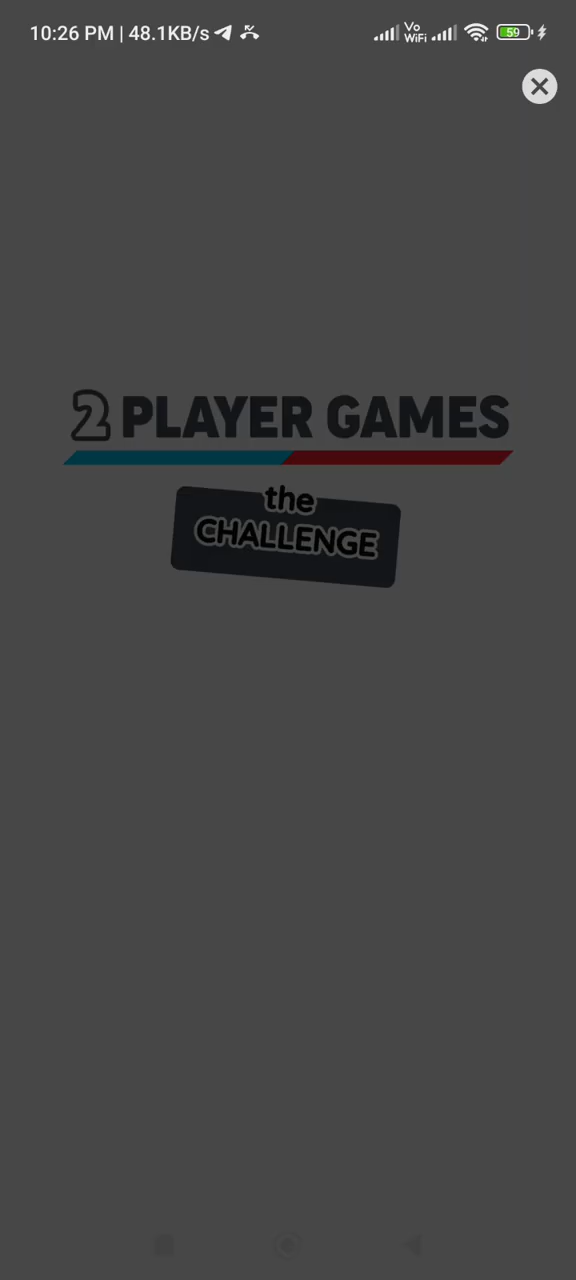 10:26 PM | 48.1KB/s
Vo
WiFi
59
2 PLAYER GAMES
the
CHALLENGE